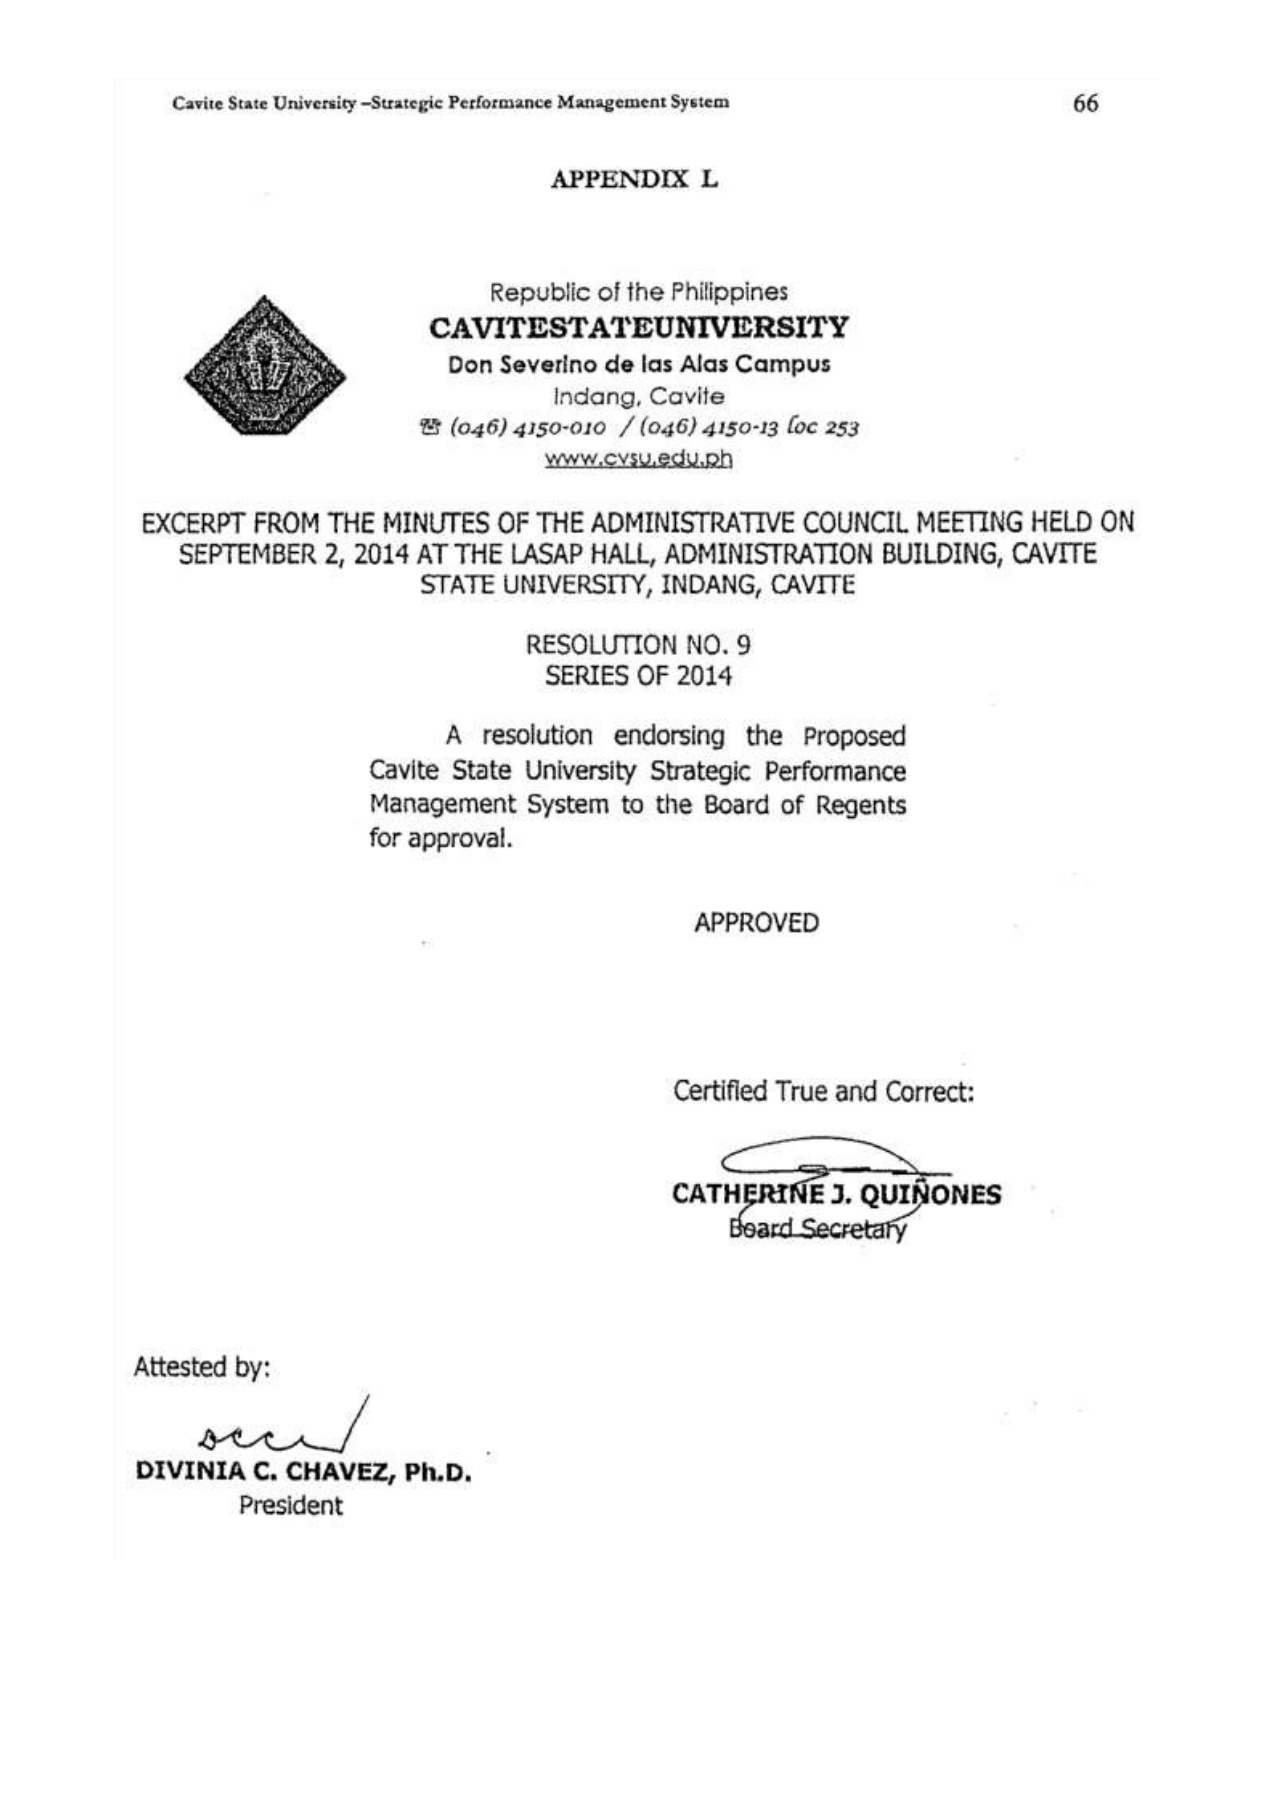 Cavite State University –Strategic Performance Management System 66
APPENDIX L
Republic of the Philippines
CAVITESTATEUNIVERSITY
Don Severino de las Alas Campus
Indang, Cavite
☎ (046) 4150-010 / (046) 4150-13 loc 253
www.cvsu.edu.ph
EXCERPT FROM THE MINUTES OF THE ADMINISTRATIVE COUNCIL MEETING HELD ON
SEPTEMBER 2, 2014 AT THE LASAP HALL, ADMINISTRATION BUILDING, CAVITE
STATE UNIVERSITY, INDANG, CAVITE
RESOLUTION NO. 9
SERIES OF 2014
A resolution endorsing the Proposed
Cavite State University Strategic Performance
Management System to the Board of Regents
for approval.
APPROVED
Certified True and Correct:
CATHERINE J. QUIÑONES
Board Secretary
Attested by:
DIVINIA C. CHAVEZ, Ph.D.
President